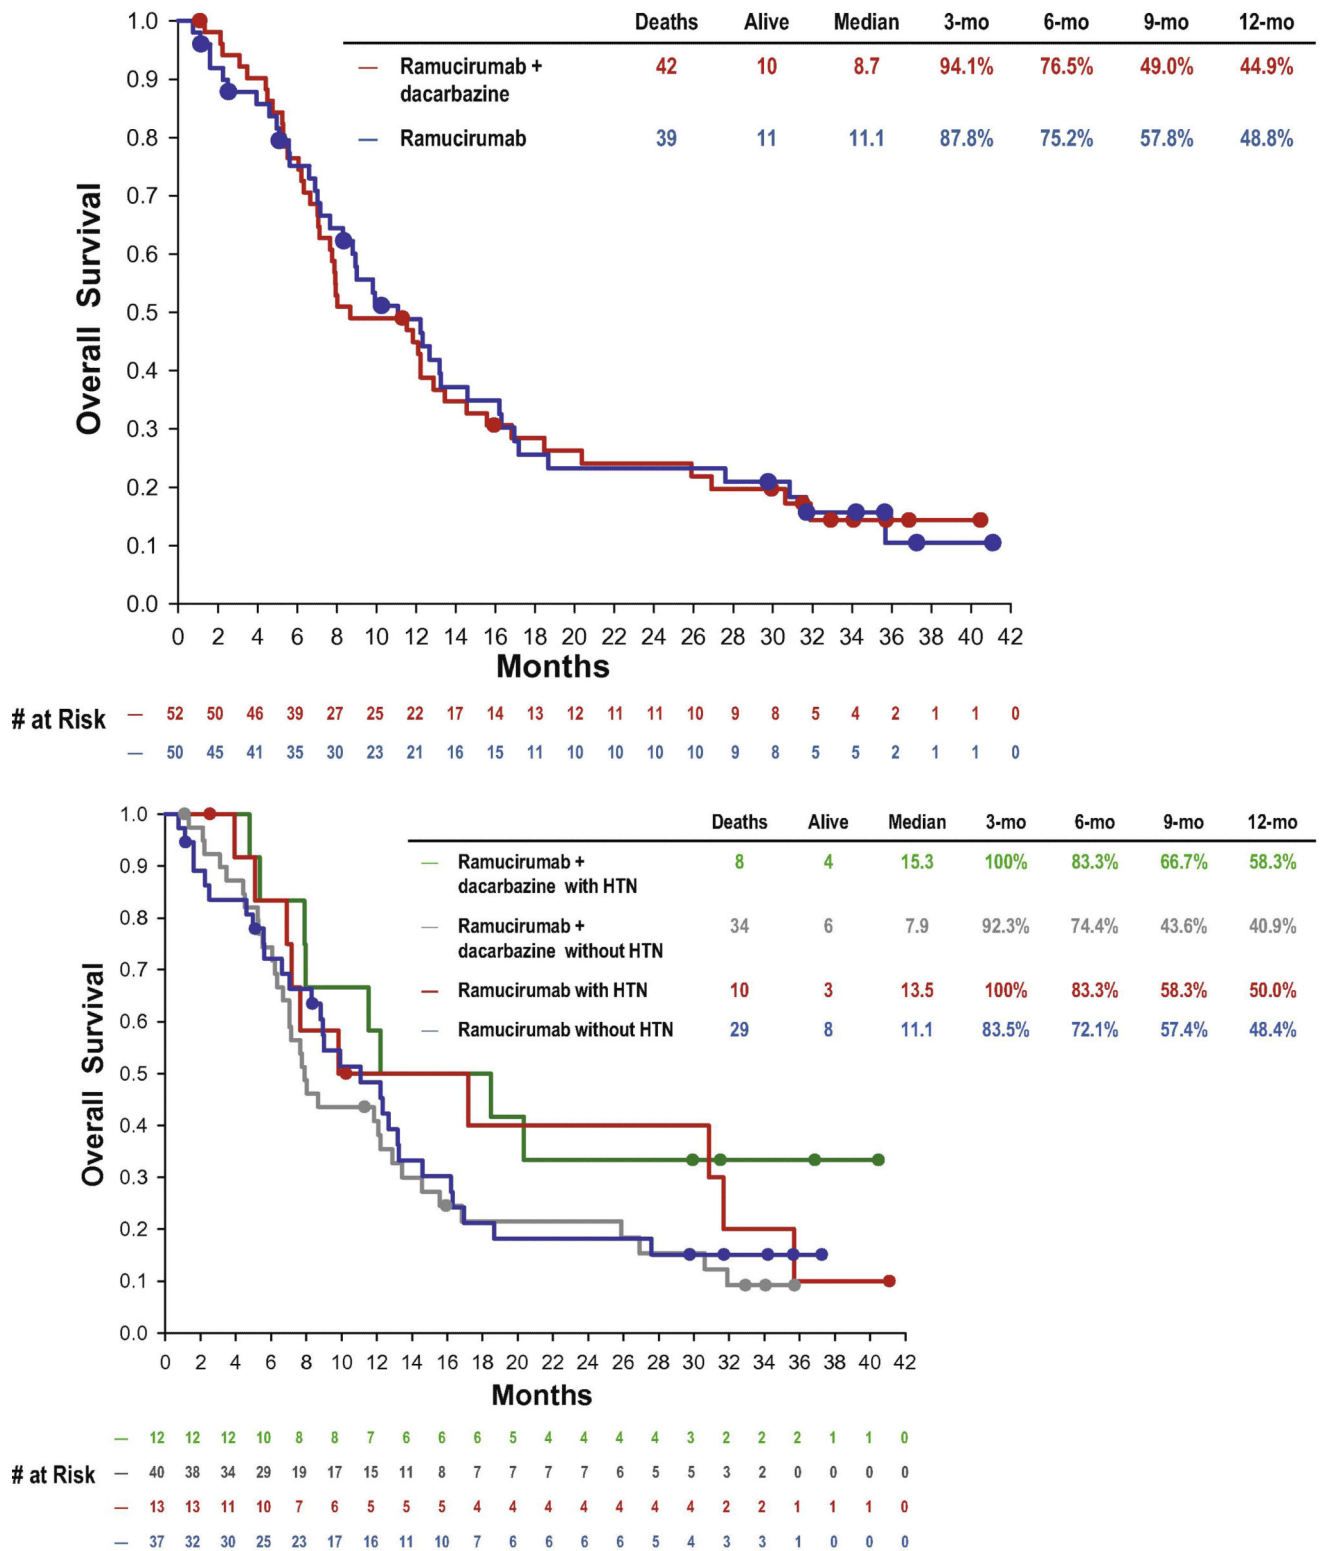 Deaths Alive Median 3-mo 6-mo 9-mo 12-mo
Ramucirumab + 42 10 8.7 94.1% 76.5% 49.0% 44.9%
dacarbazine
Ramucirumab 39 11 11.1 87.8% 75.2% 57.8% 48.8%
Overall Survival
1.0
0.9
0.8
0.7
0.6
0.5
0.4
0.3
0.2
0.1
0.0
0 2 4 6 8 10 12 14 16 18 20 22 24 26 28 30 32 34 36 38 40 42
Months
# at Risk
52 50 46 39 27 25 22 17 14 13 12 11 11 10 9 8 5 4 2 1 1 0
50 45 41 35 30 23 21 16 15 11 10 10 10 10 9 8 5 5 2 1 1 0
Deaths Alive Median 3-mo 6-mo 9-mo 12-mo
Ramucirumab + 8 4 15.3 100% 83.3% 66.7% 58.3%
dacarbazine with HTN
Ramucirumab + 34 6 7.9 92.3% 74.4% 43.6% 40.9%
dacarbazine without HTN
Ramucirumab with HTN 10 3 13.5 100% 83.3% 58.3% 50.0%
Ramucirumab without HTN 29 8 11.1 83.5% 72.1% 57.4% 48.4%
Overall Survival
1.0
0.9
0.8
0.7
0.6
0.5
0.4
0.3
0.2
0.1
0.0
0 2 4 6 8 10 12 14 16 18 20 22 24 26 28 30 32 34 36 38 40 42
Months
12 12 12 10 8 8 7 6 6 6 5 4 4 4 4 3 2 2 2 1 1 0
# at Risk
40 38 34 29 19 17 15 11 8 7 7 7 7 6 5 5 3 2 0 0 0 0
13 13 11 10 7 6 5 5 5 4 4 4 4 4 4 4 2 2 1 1 1 0
37 32 30 25 23 17 16 11 10 7 6 6 6 6 5 4 3 3 1 0 0 0